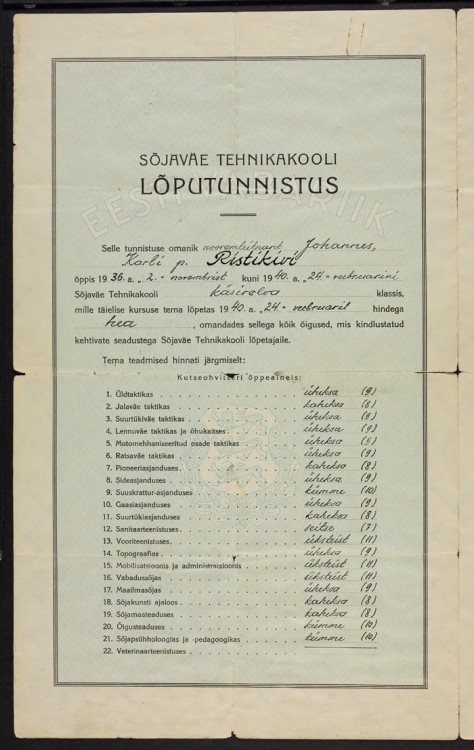 EESTI VABARIIK
SÕJAVÄE TEHNIKAKOOLI
LÕPUTUNNISTUS
Selle tunnistuse omanik nooremleitnant Johannes,
Karli p. Ristikivi
õppis 1936. a. „2.“ novembrist kuni 1940. a. „24.“ veebruarini
Sõjaväe Tehnikakooli käsirelva klassis,
mille täielise kursuse tema lõpetas 1940. a. „24.“ veebruaril hindega
hea, omandades sellega kõik õigused, mis kindlustatud
kehtivate seadustega Sõjaväe Tehnikakooli lõpetajaile.
Tema teadmised hinnati järgmiselt:
Kutseohvitseri õppeaineis:
1. Üldtaktikas üheksa (9)
2. Jalaväe taktikas kaheksa (8)
3. Suurtükiväe taktikas üheksa (9)
4. Lennuväe taktikas ja õhukaitses üheksa (9)
5. Motomehhaniseeritud osade taktikas üheksa (9)
6. Ratsaväe taktikas üheksa (9)
7. Pioneeriasjanduses kaheksa (8)
8. Sideasjanduses üheksa (9)
9. Suuskrattur-asjanduses kümme (10)
10. Gaasiasjanduses üheksa (9)
11. Suurtükiasjanduses kaheksa (8)
12. Sanitaarteenistuses seitse (7)
13. Vooriteenistuses üksteist (11)
14. Topograafias üheksa (9)
15. Mobilisatsioonis ja administratsioonis üksteist (11)
16. Vabadussõjas üksteist (11)
17. Maailmasõjas üheksa (9)
18. Sõjakunsti ajaloos kaheksa (8)
19. Sõjamaateaduses kaheksa (8)
20. Õigusteaduses kümme (10)
21. Sõjapsühholoogias ja -pedagoogikas kümme (10)
22. Veterinaarteenistuses